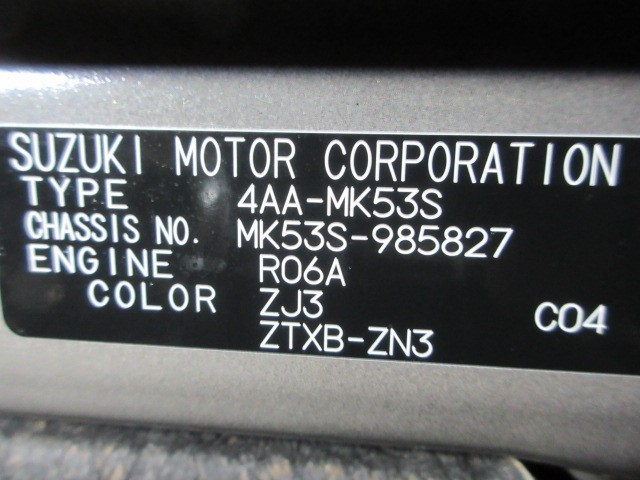 SUZUKI MOTOR CORPORATION
TYPE 4AA-MK53S
CHASSIS NO. MK53S-985827
ENGINE R06A
COLOR ZJ3
ZTXB-ZN3 C04